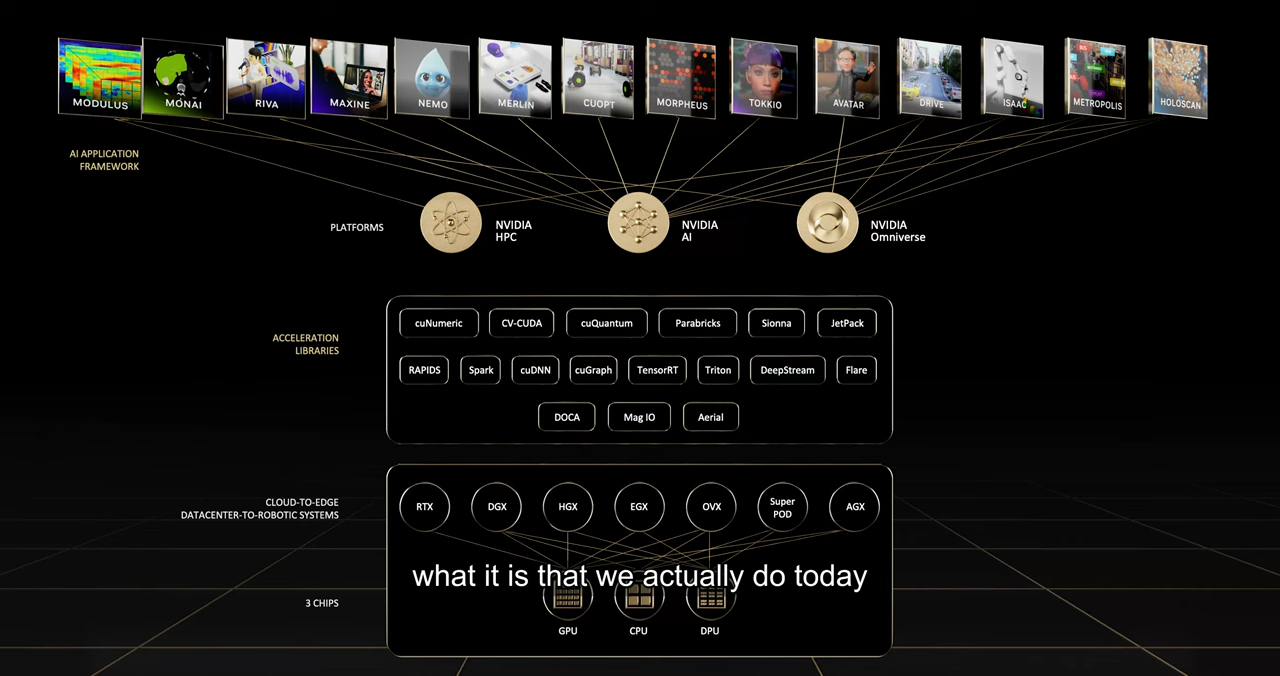 MODULUS
MONAI
RIVA
MAXINE
NEMO
MERLIN
CUOPT
MORPHEUS
TOKKIO
AVATAR
DRIVE
ISAAC
METROPOLIS
HOLOSCAN
AI APPLICATION
FRAMEWORK
PLATFORMS
NVIDIA
HPC
NVIDIA
AI
NVIDIA
Omniverse
ACCELERATION
LIBRARIES
cuNumeric
CV-CUDA
cuQuantum
Parabricks
Sionna
JetPack
RAPIDS
Spark
cuDNN
cuGraph
TensorRT
Triton
DeepStream
Flare
DOCA
Mag IO
Aerial
CLOUD-TO-EDGE
DATACENTER-TO-ROBOTIC SYSTEMS
RTX
DGX
HGX
EGX
OVX
Super
POD
AGX
what it is that we actually do today
3 CHIPS
GPU
CPU
DPU